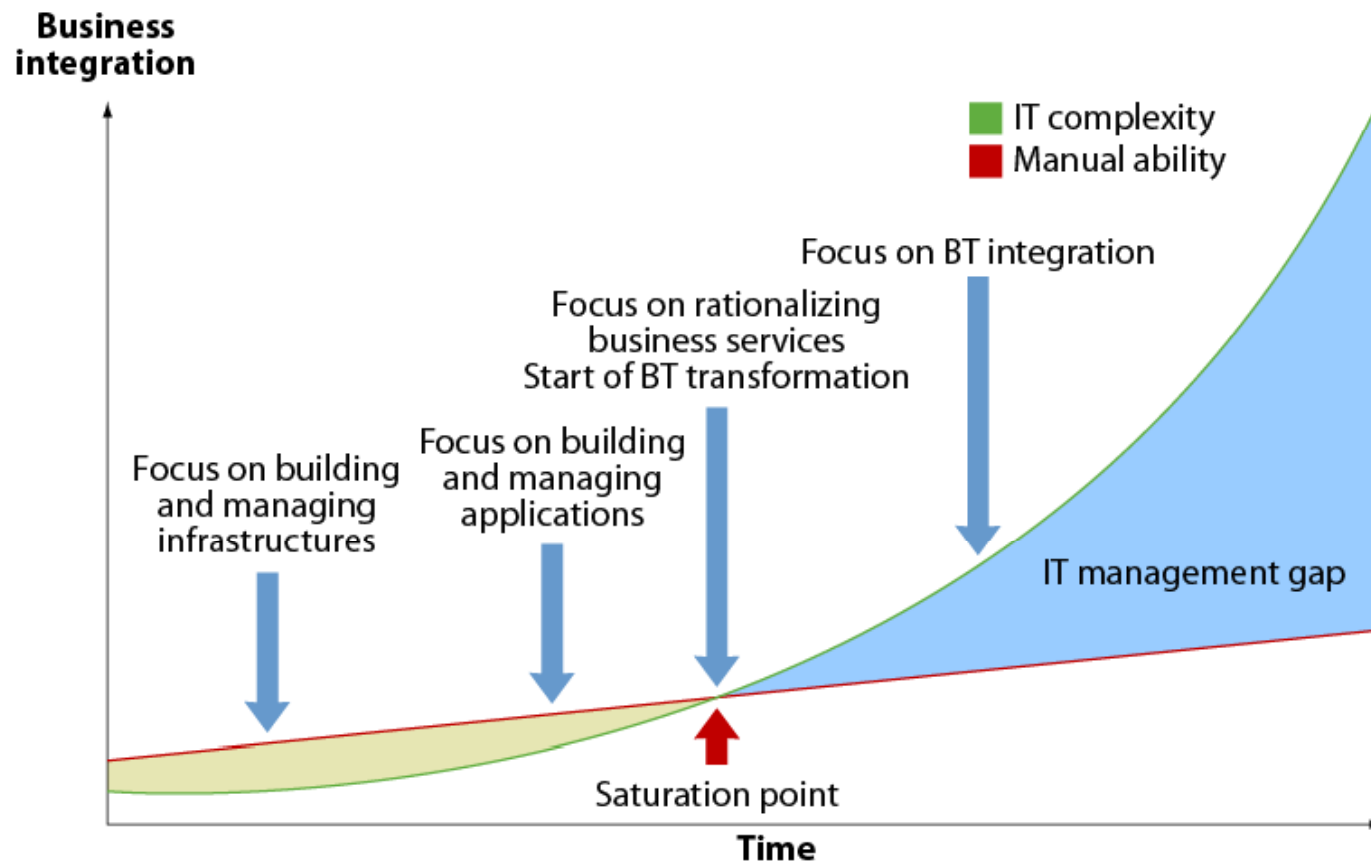 Business
integration
IT complexity
Manual ability
Focus on BT integration
Focus on rationalizing
business services
Start of BT transformation
Focus on building
and managing
applications
Focus on building
and managing
infrastructures
IT management gap
Saturation point
Time